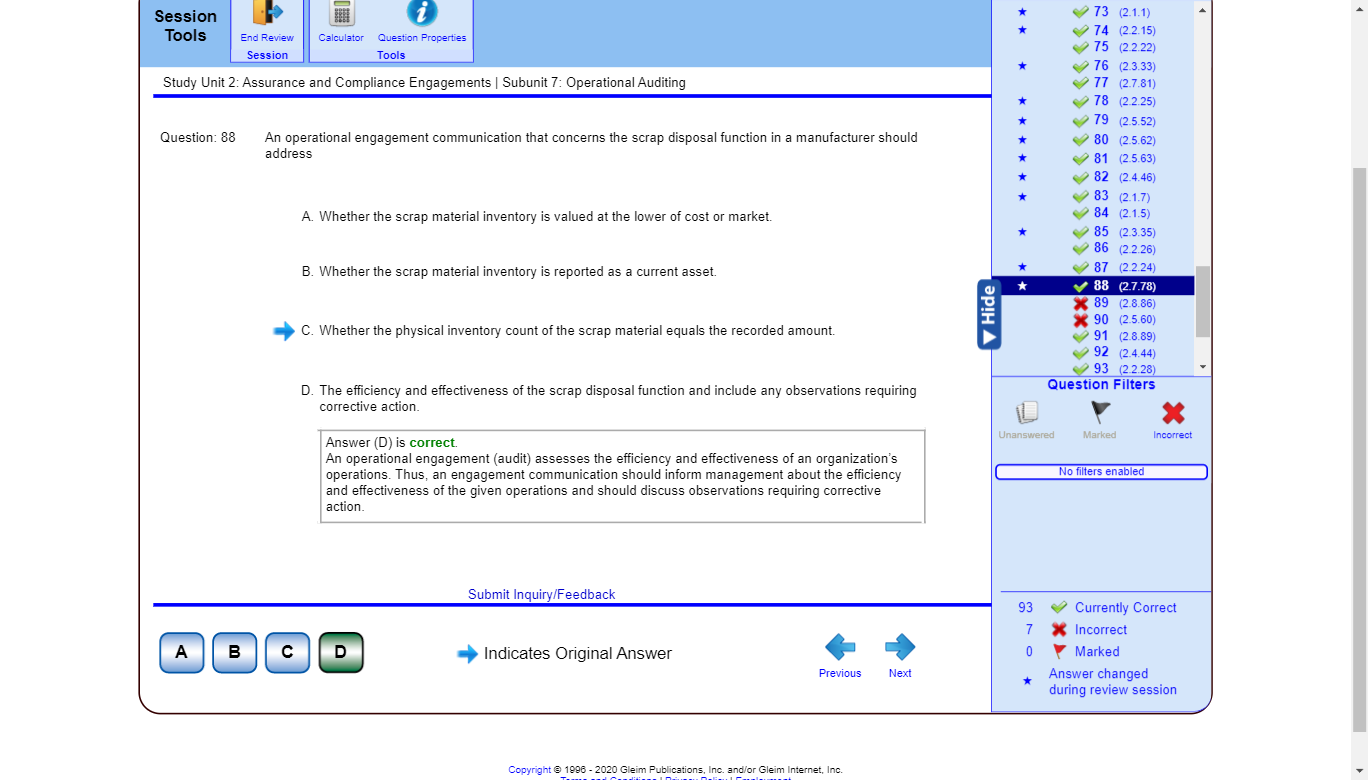 Session
Tools
End Review
Session
Calculator
Question Properties
Tools
Study Unit 2: Assurance and Compliance Engagements | Subunit 7: Operational Auditing
Question: 88
An operational engagement communication that concerns the scrap disposal function in a manufacturer should
address
A. Whether the scrap material inventory is valued at the lower of cost or market.
B. Whether the scrap material inventory is reported as a current asset.
C. Whether the physical inventory count of the scrap material equals the recorded amount.
D. The efficiency and effectiveness of the scrap disposal function and include any observations requiring
corrective action.
Answer (D) is correct.
An operational engagement (audit) assesses the efficiency and effectiveness of an organization's
operations. Thus, an engagement communication should inform management about the efficiency
and effectiveness of the given operations and should discuss observations requiring corrective
action.
Submit Inquiry/Feedback
A
B
C
D
Indicates Original Answer
Previous
Next
73 (2.1.1)
74 (2.2.15)
75 (2.2.22)
76 (2.3.33)
77 (2.7.81)
78 (2.2.25)
79 (2.5.52)
80 (2.5.62)
81 (2.5.63)
82 (2.4.46)
83 (2.1.7)
84 (2.1.5)
85 (2.3.35)
86 (2.2.26)
87 (2.2.24)
88 (2.7.78)
89 (2.8.86)
90 (2.5.60)
91 (2.8.89)
92 (2.4.44)
93 (2.2.28)
Hide
Question Filters
Unanswered
Marked
Incorrect
No filters enabled
93 Currently Correct
7 Incorrect
0 Marked
Answer changed
during review session
Copyright © 1996 - 2020 Gleim Publications, Inc. and/or Gleim Internet, Inc.
Terms and Conditions | Privacy Policy | Employment